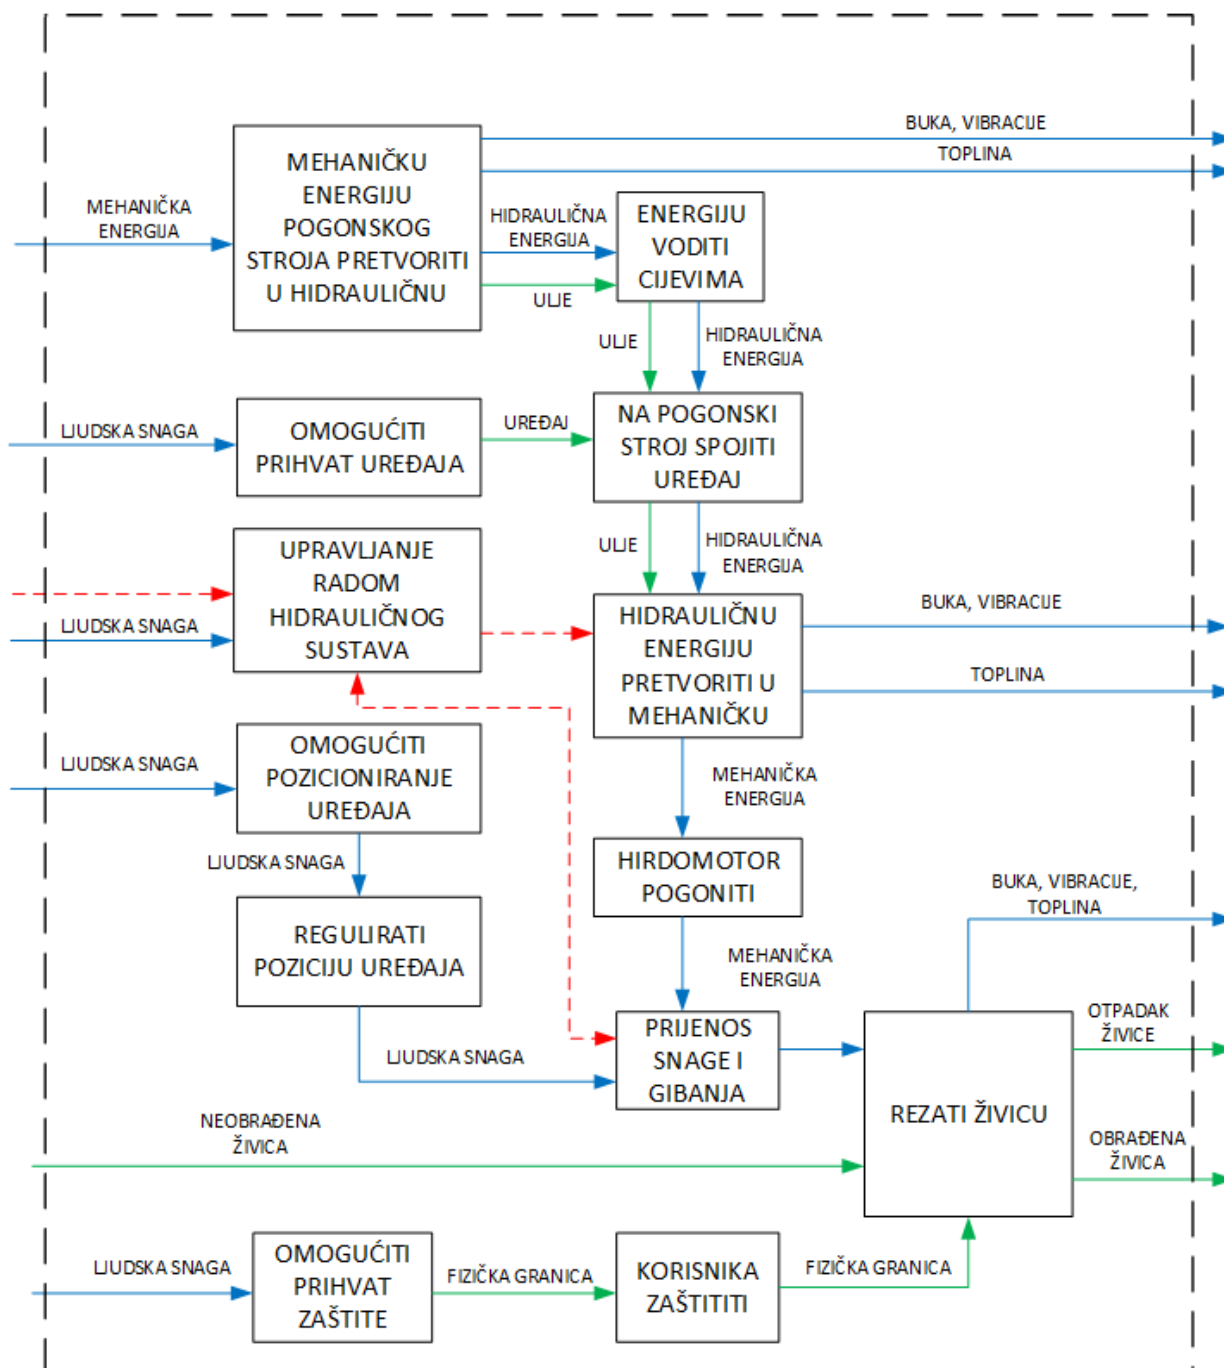 BUKA, VIBRACIJE
TOPLINA
MEHANIČKU
ENERGIJU
POGONSKOG
STROJA PRETVORITI
U HIDRAULIČNU
MEHANIČKA
ENERGIJA
HIDRAULIČNA
ENERGIJA
ULJE
ENERGIJU
VODITI
CIJEVIMA
ULJE
HIDRAULIČNA
ENERGIJA
LJUDSKA SNAGA
OMOGUĆITI
PRIHVAT UREĐAJA
UREĐAJ
NA POGONSKI
STROJ SPOJITI
UREĐAJ
ULJE
HIDRAULIČNA
ENERGIJA
UPRAVLJANJE
RADOM
HIDRAULIČNOG
SUSTAVA
LJUDSKA SNAGA
HIDRAULIČNU
ENERGIJU
PRETVORITI U
MEHANIČKU
BUKA, VIBRACIJE
TOPLINA
LJUDSKA SNAGA
OMOGUĆITI
POZICIONIRANJE
UREĐAJA
MEHANIČKA
ENERGIJA
LJUDSKA SNAGA
HIRDOMOTOR
POGONITI
BUKA, VIBRACIJE,
TOPLINA
REGULIRATI
POZICIJU UREĐAJA
MEHANIČKA
ENERGIJA
LJUDSKA SNAGA
PRIJENOS
SNAGE I
GIBANJA
REZATI ŽIVICU
OTPADAK
ŽIVICE
NEOBRAĐENA
ŽIVICA
OBRAĐENA
ŽIVICA
LJUDSKA SNAGA
OMOGUĆITI
PRIHVAT
ZAŠTITE
FIZIČKA GRANICA
KORISNIKA
ZAŠTITITI
FIZIČKA GRANICA